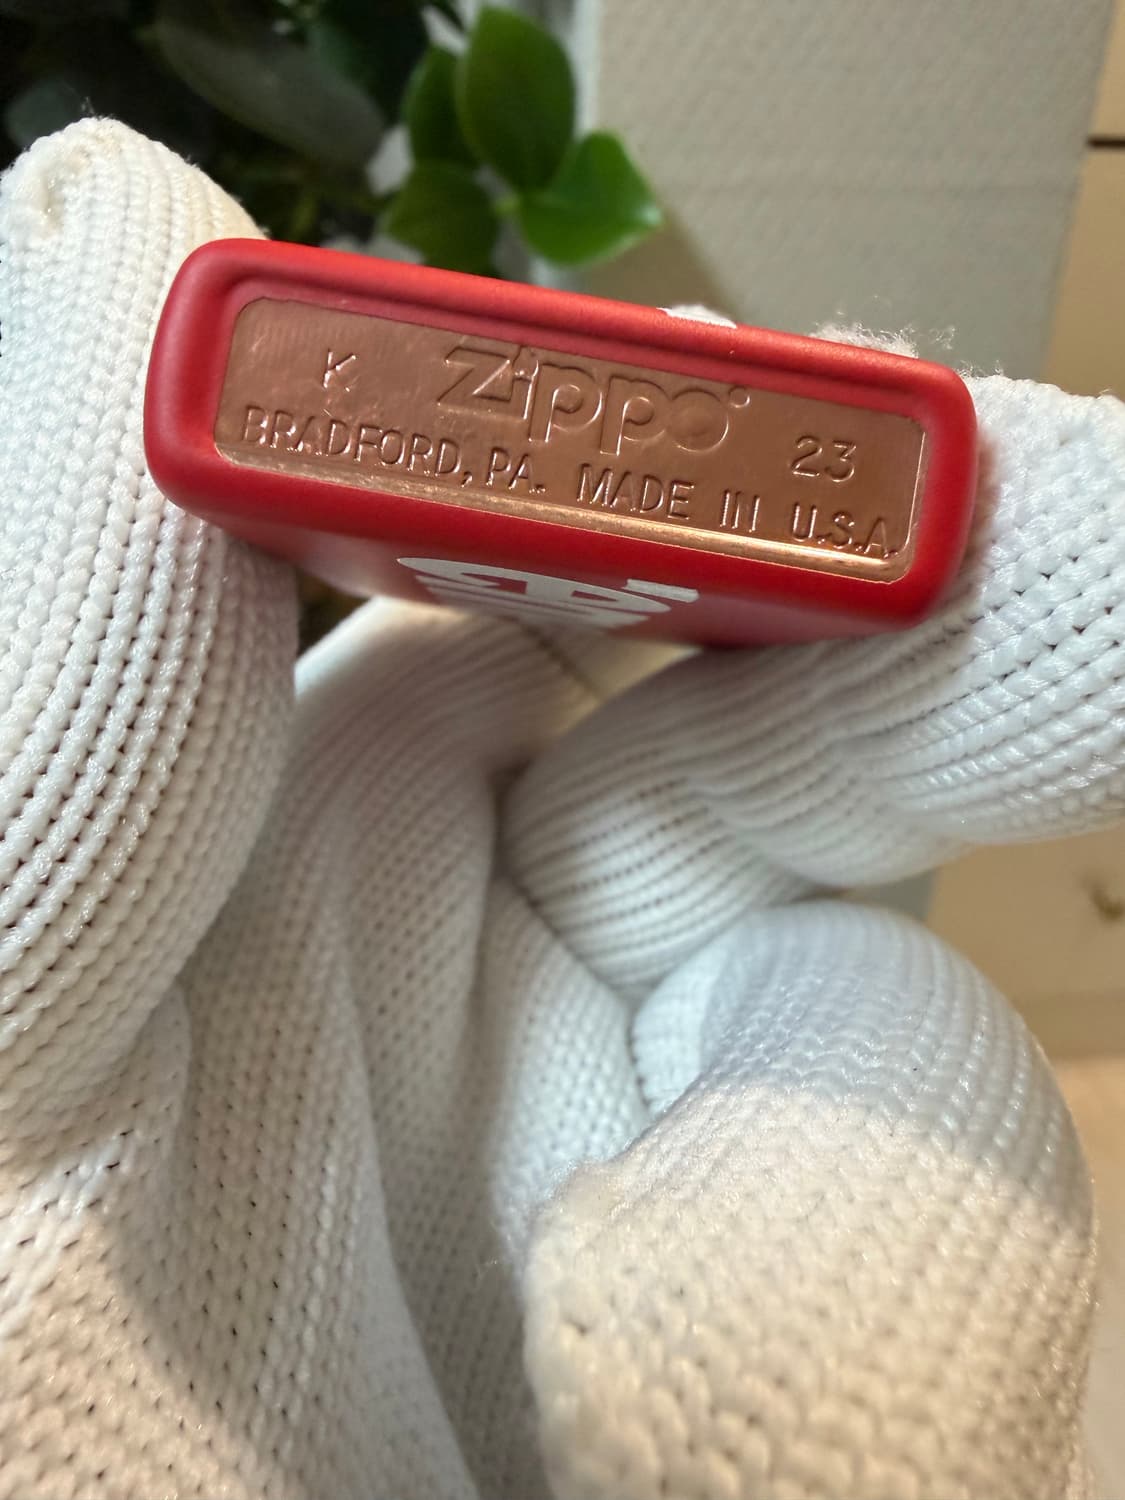 K Zippo 23
BRADFORD, PA. MADE IN U.S.A.